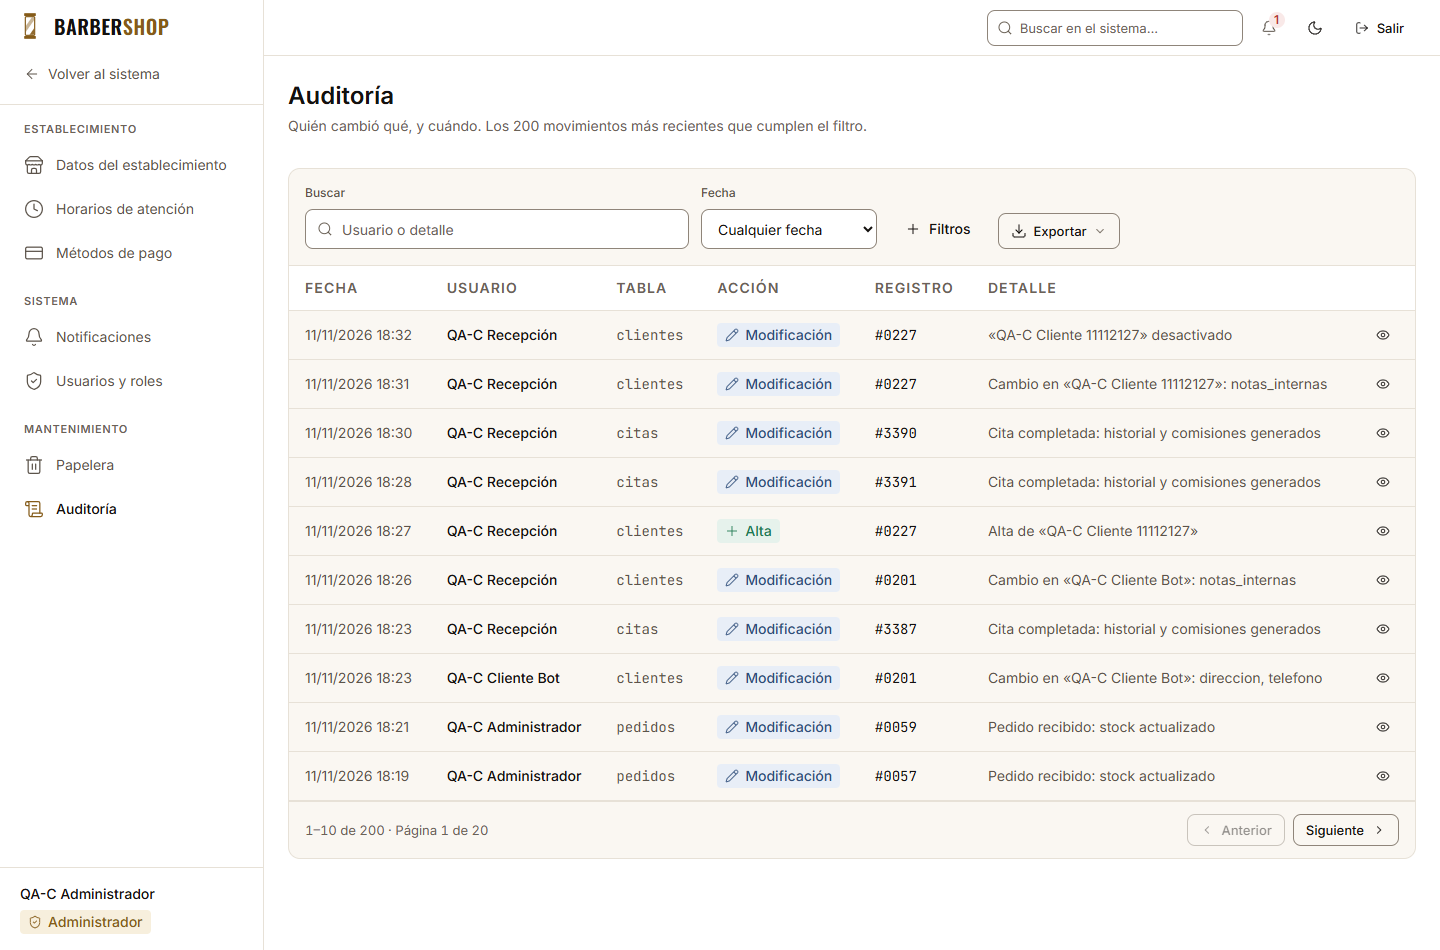 BARBERSHOP
Volver al sistema
ESTABLECIMIENTO
Datos del establecimiento
Horarios de atención
Métodos de pago
SISTEMA
Notificaciones
Usuarios y roles
MANTENIMIENTO
Papelera
Auditoría
QA-C Administrador
Administrador
Buscar en el sistema...
1
Salir
Auditoría
Quién cambió qué, y cuándo. Los 200 movimientos más recientes que cumplen el filtro.
Buscar Fecha
Usuario o detalle Cualquier fecha Filtros Exportar
FECHA USUARIO TABLA ACCIÓN REGISTRO DETALLE
11/11/2026 18:32 QA-C Recepción clientes Modificación #0227 «QA-C Cliente 11112127» desactivado
11/11/2026 18:31 QA-C Recepción clientes Modificación #0227 Cambio en «QA-C Cliente 11112127»: notas_internas
11/11/2026 18:30 QA-C Recepción citas Modificación #3390 Cita completada: historial y comisiones generados
11/11/2026 18:28 QA-C Recepción citas Modificación #3391 Cita completada: historial y comisiones generados
11/11/2026 18:27 QA-C Recepción clientes Alta #0227 Alta de «QA-C Cliente 11112127»
11/11/2026 18:26 QA-C Recepción clientes Modificación #0201 Cambio en «QA-C Cliente Bot»: notas_internas
11/11/2026 18:23 QA-C Recepción citas Modificación #3387 Cita completada: historial y comisiones generados
11/11/2026 18:23 QA-C Cliente Bot clientes Modificación #0201 Cambio en «QA-C Cliente Bot»: direccion, telefono
11/11/2026 18:21 QA-C Administrador pedidos Modificación #0059 Pedido recibido: stock actualizado
11/11/2026 18:19 QA-C Administrador pedidos Modificación #0057 Pedido recibido: stock actualizado
1–10 de 200 · Página 1 de 20 Anterior Siguiente